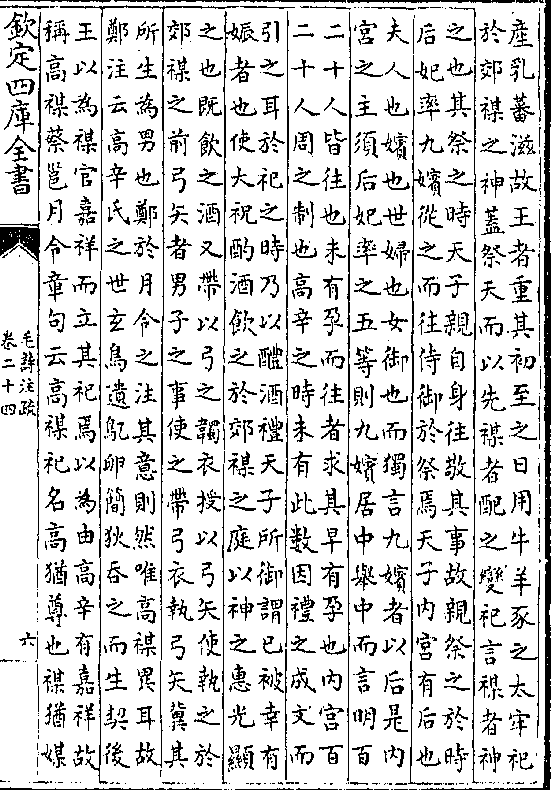 產乳蕃滋故王者重其初至之日用牛羊豕之太牢祀
於郊禖之神蓋祭天而以先禖者配之變祀言禖者神
之也其祭之時天子親自身往敬其事故親祭之於時
后妃率九嬪從之而往侍御於祭焉天子內宮有后也
夫人也嬪也世婦也女御也而獨言九嬪者以后是內
宮之主須后妃率之五等則九嬪居中舉中而言明百
二十人皆往也未有孕而往者求其早有孕也內宮百
二十人周之制也高辛之時未有此數因禮之成文而
引之耳於祀之時乃以醴酒禮天子所御謂已被幸有
娠者也使大祝酌酒飲之於郊禖之庭以神之惠光顯
之也既飲之酒又帶以弓之韣衣授以弓矢使執之於
郊禖之前弓矢者男子之事使之帶弓衣執弓矢冀其
所生為男也鄭於月令之注其意則然唯高禖異耳故
鄭注云高辛氏之世玄鳥遺鳦卵簡狄吞之而生契後
王以為禖官嘉祥而立其祀焉以為由高辛有嘉祥故
稱高禖蔡邕月令章句云高禖祀名高猶尊也禖猶媒
欽定四庫全書
毛詩注疏
卷二十四
六